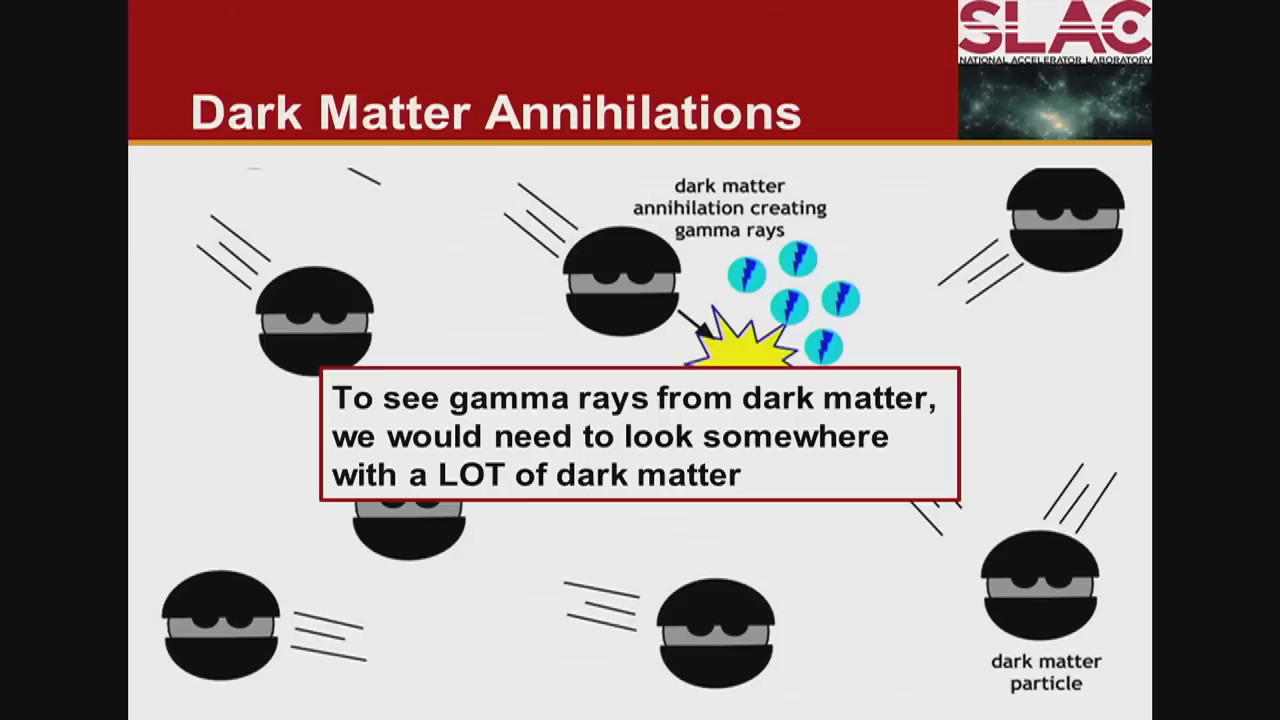 SLAC
NATIONAL ACCELERATOR LABORATORY
Dark Matter Annihilations
dark matter
annihilation creating
gamma rays
To see gamma rays from dark matter,
we would need to look somewhere
with a LOT of dark matter
dark matter
particle